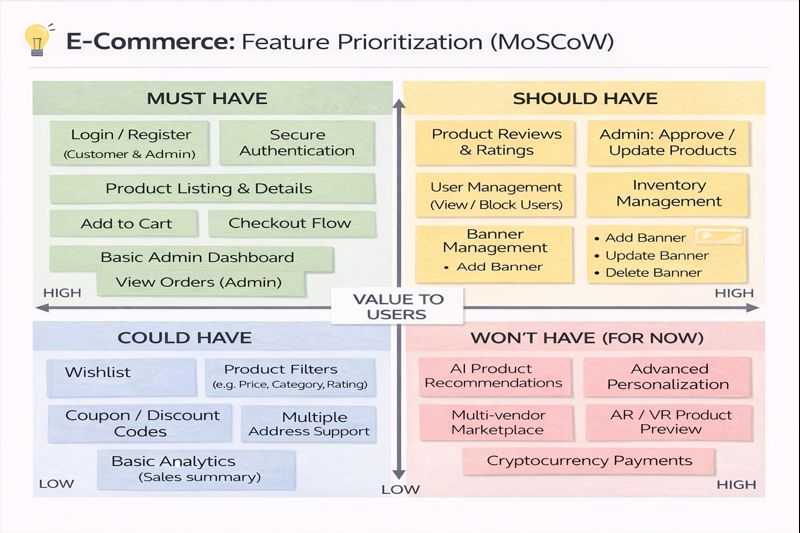 E-Commerce: Feature Prioritization (MoSCoW)
MUST HAVE
Login / Register
(Customer & Admin)
Secure
Authentication
Product Listing & Details
Add to Cart
Checkout Flow
Basic Admin Dashboard
View Orders (Admin)
HIGH
SHOULD HAVE
Product Reviews
& Ratings
Admin: Approve /
Update Products
User Management
(View / Block Users)
Inventory
Management
Banner
Management
• Add Banner
• Add Banner
• Update Banner
• Delete Banner
HIGH
VALUE TO
USERS
COULD HAVE
Wishlist
Product Filters
(e.g. Price, Category, Rating)
Coupon / Discount
Codes
Multiple
Address Support
Basic Analytics
(Sales summary)
LOW
LOW
WON'T HAVE (FOR NOW)
AI Product
Recommendations
Advanced
Personalization
Multi-vendor
Marketplace
AR / VR Product
Preview
Cryptocurrency Payments
HIGH